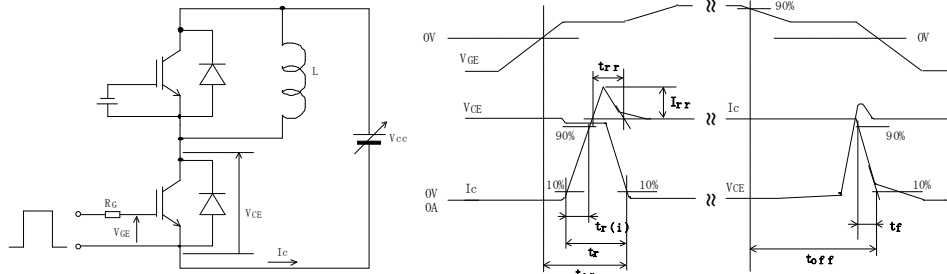 L
Vcc
VCE
RG
VGE
Ic
0V
VGE
90%
0V
trr
Irr
VCE
Ic
90%
90%
10%
10%
VCE
10%
Ic
0V
0A
tr(i)
tr
tf
toff